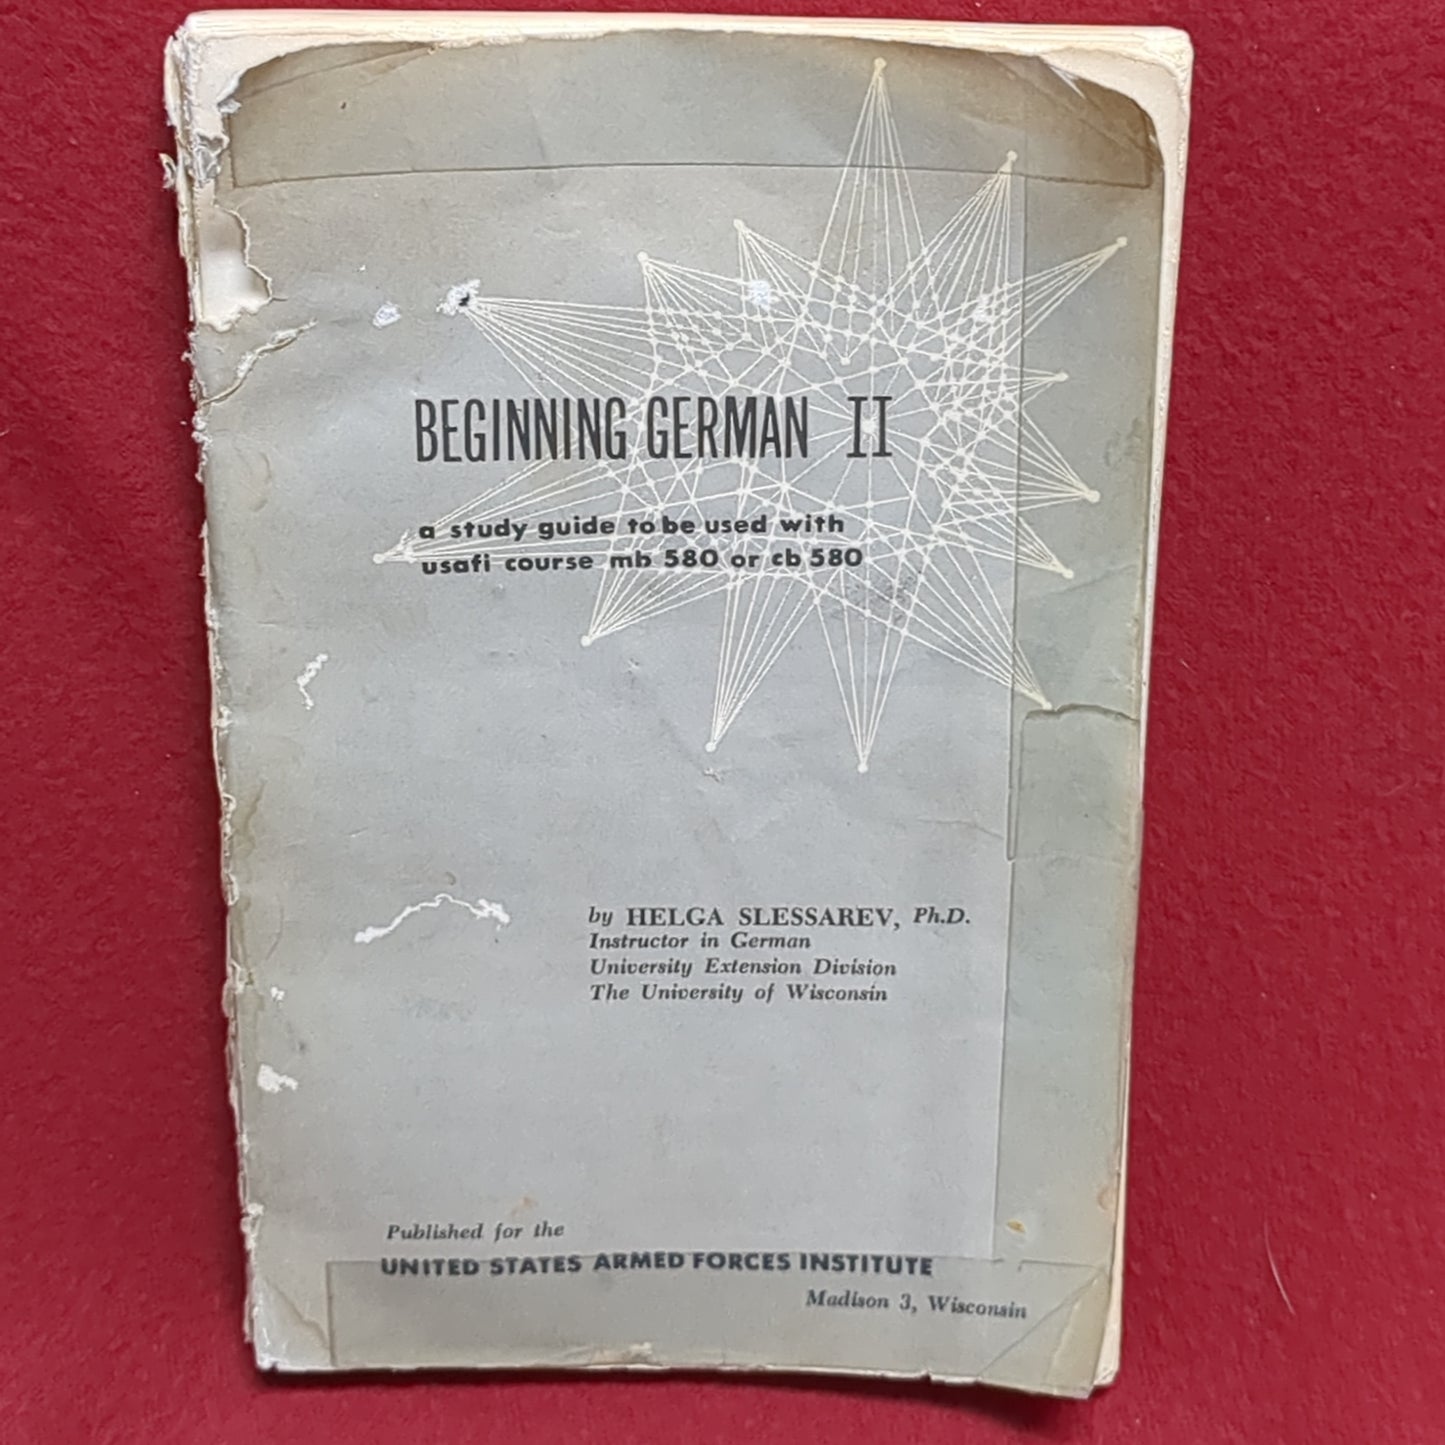 BEGINNING GERMAN II
a study guide to be used with
usafi course mb 580 or cb 580
by HELGA SLESSAREV, Ph.D.
Instructor in German
University Extension Division
The University of Wisconsin
Published for the
UNITED STATES ARMED FORCES INSTITUTE
Madison 3, Wisconsin